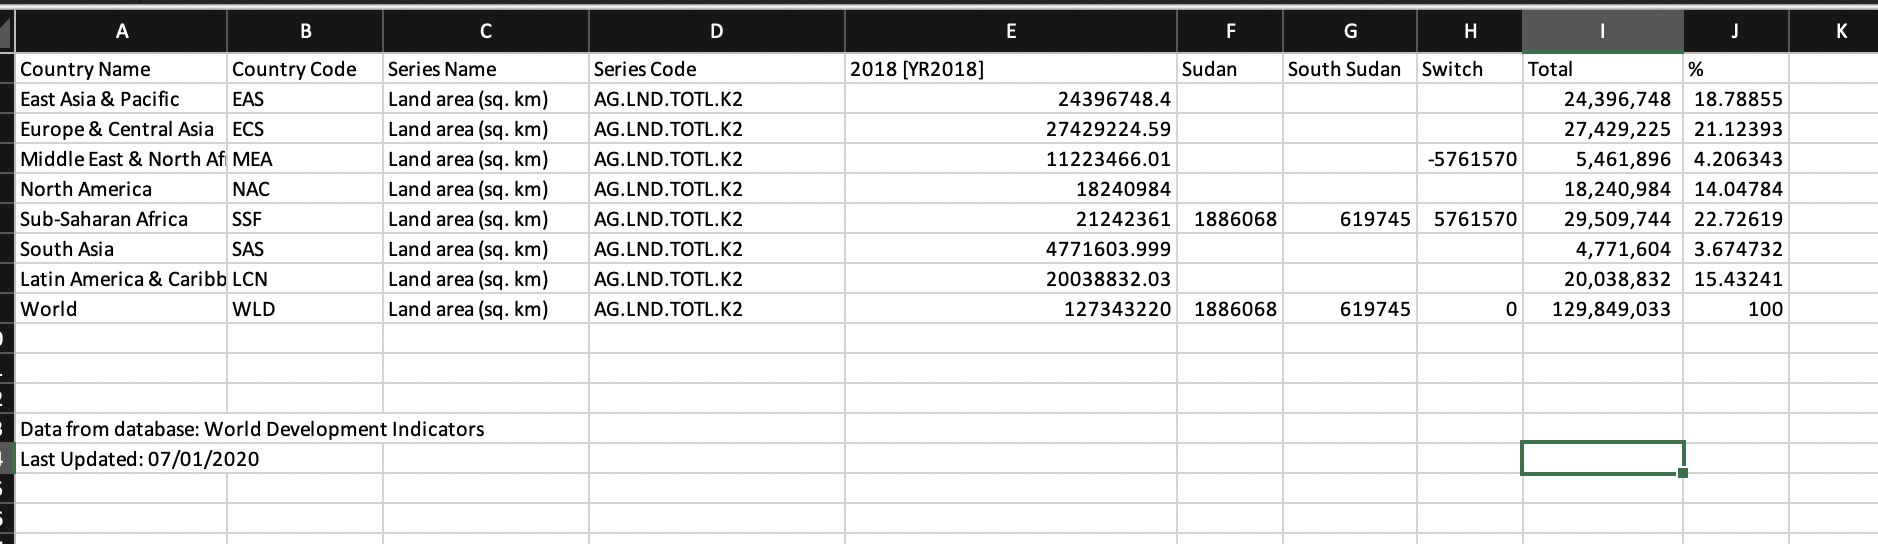 A B C D E F G H I J K
Country Name Country Code Series Name Series Code 2018 [YR2018] Sudan South Sudan Switch Total %
East Asia & Pacific EAS Land area (sq. km) AG.LND.TOTL.K2 24396748.4 24,396,748 18.78855
Europe & Central Asia ECS Land area (sq. km) AG.LND.TOTL.K2 27429224.59 27,429,225 21.12393
Middle East & North Af MEA Land area (sq. km) AG.LND.TOTL.K2 11223466.01 -5761570 5,461,896 4.206343
North America NAC Land area (sq. km) AG.LND.TOTL.K2 18240984 18,240,984 14.04784
Sub-Saharan Africa SSF Land area (sq. km) AG.LND.TOTL.K2 21242361 1886068 619745 5761570 29,509,744 22.72619
South Asia SAS Land area (sq. km) AG.LND.TOTL.K2 4771603.999 4,771,604 3.674732
Latin America & Caribb LCN Land area (sq. km) AG.LND.TOTL.K2 20038832.03 20,038,832 15.43241
World WLD Land area (sq. km) AG.LND.TOTL.K2 127343220 1886068 619745 0 129,849,033 100
Data from database: World Development Indicators
Last Updated: 07/01/2020